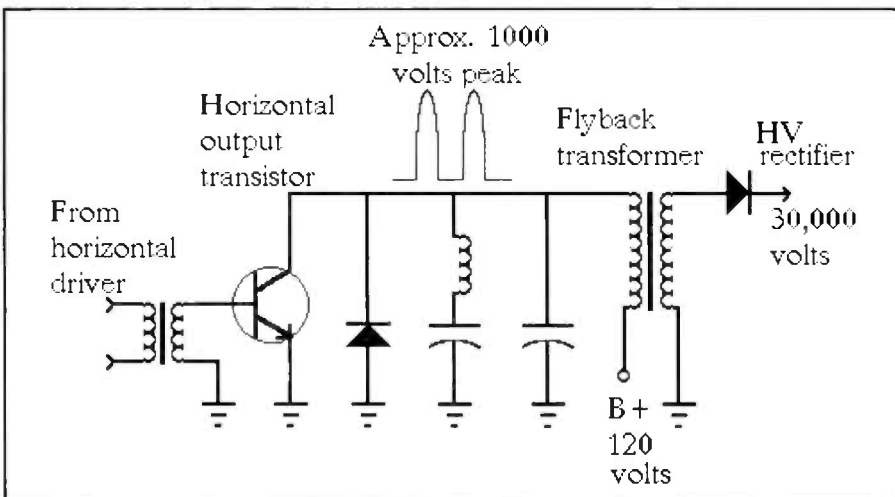 Approx. 1000
volts peak
Horizontal
output
transistor
Flyback
transformer
HV
rectifier
From
horizontal
driver
30,000
volts
B+
120
volts